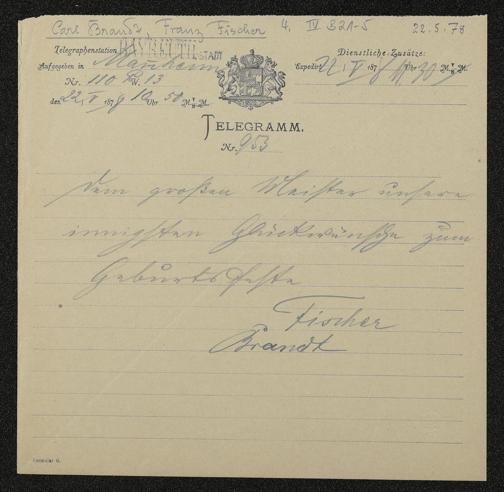 Carl Brandt, Franz Fischer 4. IV B21-5 22.5.78
Telegraphenstation BAYREUTH STADT
Dienstliche Zusätze:
Aufgegeben in Mannheim
Expedirt 22/V 187
Nr. 110 W. 13
den 22/V 187 10 Uhr 50 M.
TELEGRAMM.
Nr. 953
Dem großen Meister unsere
innigsten Glückwünsche zum
Geburtsfeste
Fischer
Brandt